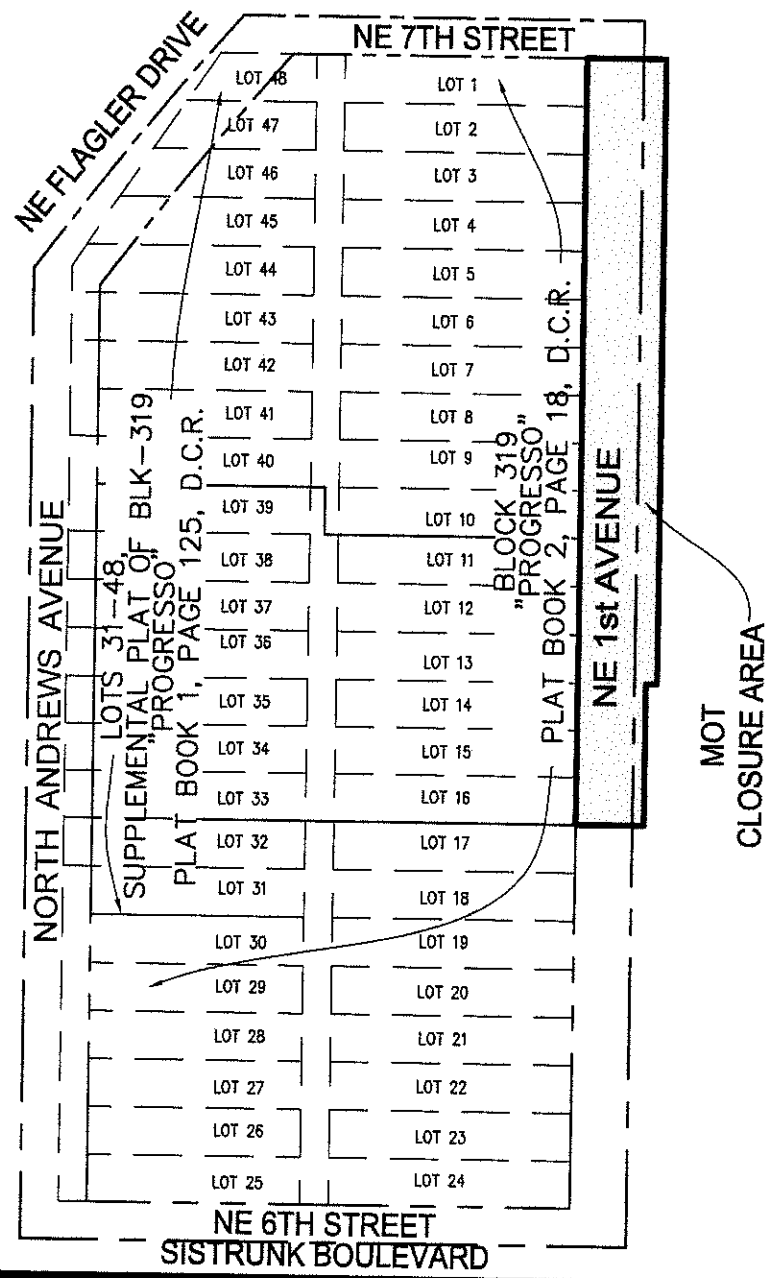 NE FLAGLER DRIVE
NE 7TH STREET
NORTH ANDREWS AVENUE
LOT 48
LOT 47
LOT 46
LOT 45
LOT 44
LOT 43
LOT 42
LOT 41
LOT 40
LOT 39
LOT 38
LOT 37
LOT 36
LOT 35
LOT 34
LOT 33
LOT 32
LOT 31
LOT 30
LOT 29
LOT 28
LOT 27
LOT 26
LOT 25
LOTS 31-48,
SUPPLEMENTAL PLAT OF BLK-319
"PROGRESSO"
PLAT BOOK 1, PAGE 125, D.C.R.
LOT 1
LOT 2
LOT 3
LOT 4
LOT 5
LOT 6
LOT 7
LOT 8
LOT 9
LOT 10
LOT 11
LOT 12
LOT 13
LOT 14
LOT 15
LOT 16
LOT 17
LOT 18
LOT 19
LOT 20
LOT 21
LOT 22
LOT 23
LOT 24
BLOCK 319
"PROGRESSO"
PLAT BOOK 2, PAGE 18, D.C.R.
NE 1st AVENUE
MOT
CLOSURE AREA
NE 6TH STREET
SISTRUNK BOULEVARD